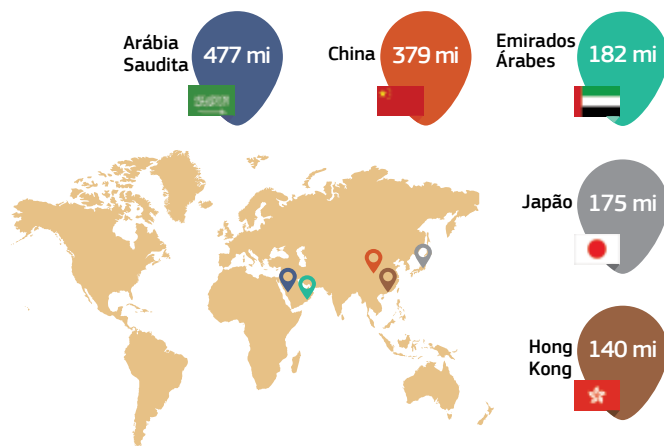 Arábia
Saudita
477 mi
China
379 mi
Emirados
Árabes
182 mi
Japão
175 mi
Hong
Kong
140 mi